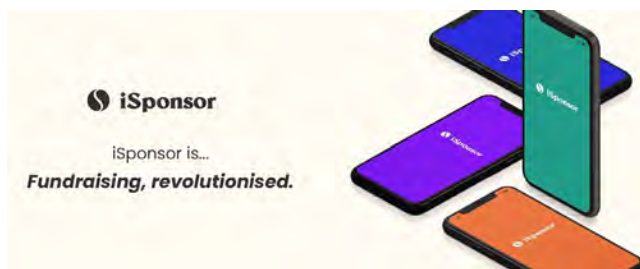 iSponsor
iSponsor is...
Fundraising, revolutionised.
iSponsor
iSponsor
iSponsor
iSponsor